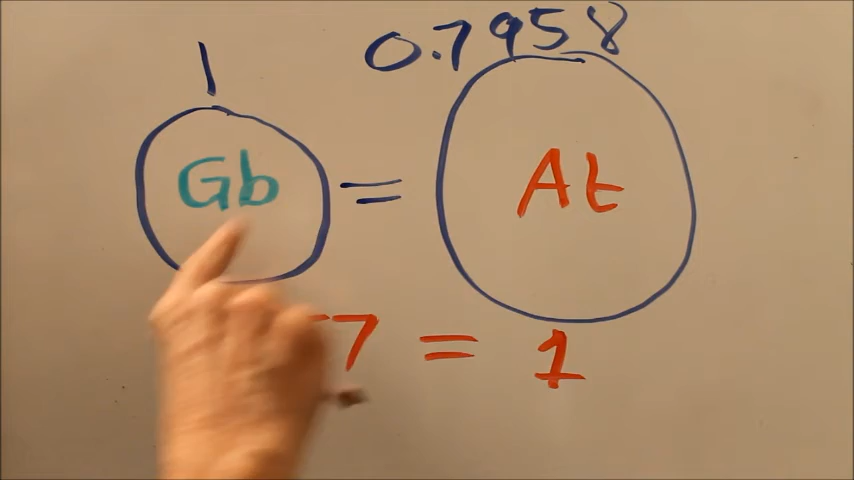 1 0.7958
Gb = At
7 = 1